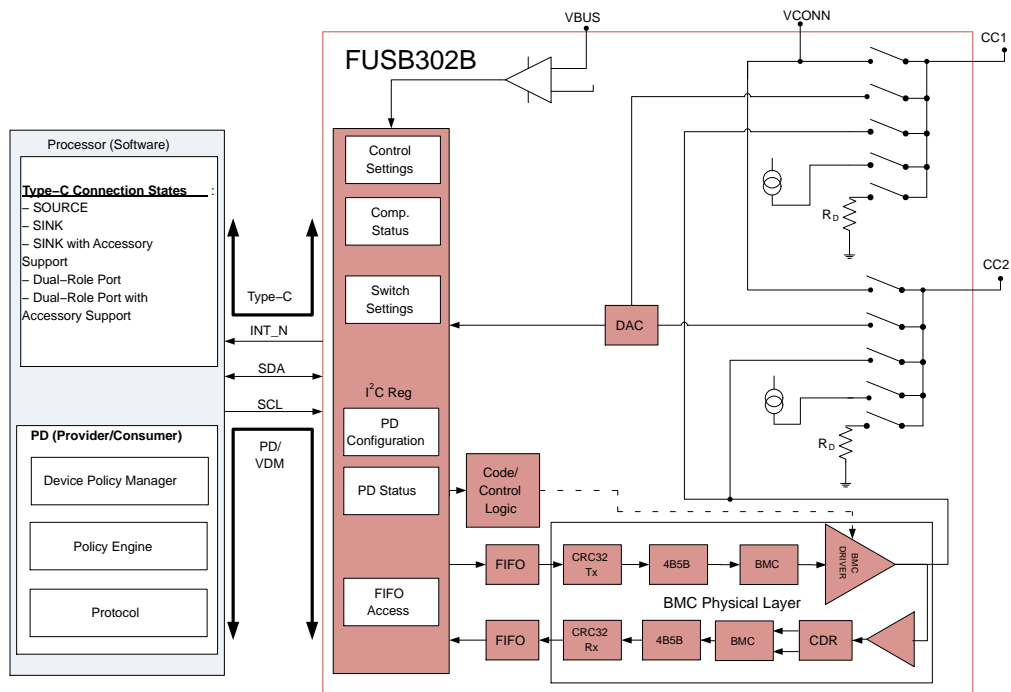 VBUS
VCONN
CC1
FUSB302B
Processor (Software)
Type−C Connection States :
− SOURCE
− SINK
− SINK with Accessory
Support
− Dual−Role Port
− Dual−Role Port with
Accessory Support
Type−C
INT_N
SDA
SCL
PD/
VDM
PD (Provider/Consumer)
Device Policy Manager
Policy Engine
Protocol
Control
Settings
Comp.
Status
Switch
Settings
I2C Reg
PD
Configuration
PD Status
FIFO
Access
Code/
Control
Logic
DAC
RD
CC2
RD
FIFO
CRC32
Tx
4B5B
BMC
BMC
DRIVER
BMC Physical Layer
FIFO
CRC32
Rx
4B5B
BMC
CDR